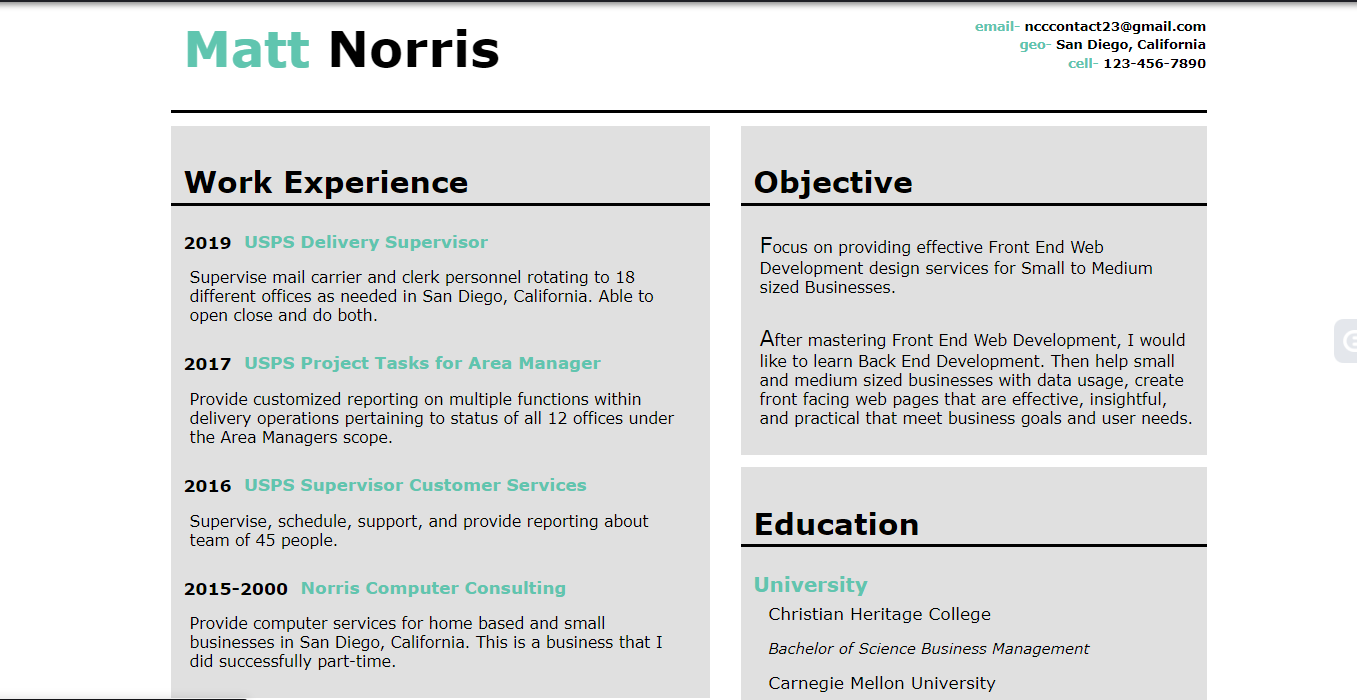 Matt Norris
email- ncccontact23@gmail.com
geo- San Diego, California
cell- 123-456-7890
Work Experience
2019 USPS Delivery Supervisor
Supervise mail carrier and clerk personnel rotating to 18
different offices as needed in San Diego, California. Able to
open close and do both.
2017 USPS Project Tasks for Area Manager
Provide customized reporting on multiple functions within
delivery operations pertaining to status of all 12 offices under
the Area Managers scope.
2016 USPS Supervisor Customer Services
Supervise, schedule, support, and provide reporting about
team of 45 people.
2015-2000 Norris Computer Consulting
Provide computer services for home based and small
businesses in San Diego, California. This is a business that I
did successfully part-time.
Objective
Focus on providing effective Front End Web
Development design services for Small to Medium
sized Businesses.
After mastering Front End Web Development, I would
like to learn Back End Development. Then help small
and medium sized businesses with data usage, create
front facing web pages that are effective, insightful,
and practical that meet business goals and user needs.
Education
University
Christian Heritage College
Bachelor of Science Business Management
Carnegie Mellon University